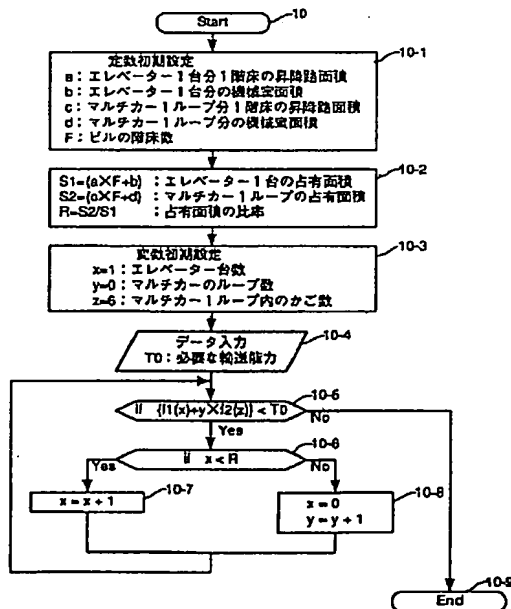 Start
10
定数初期設定
10-1
a：エレベーター1台分1階床の昇降路面積
b：エレベーター1台分の機械室面積
c：マルチカー1ループ分1階床の昇降路面積
d：マルチカー1ループ分の機械室面積
F：ビルの階床数
10-2
S1={a×F+b}：エレベーター1台の占有面積
S2={c×F+d}：マルチカー1ループの占有面積
R=S2/S1：占有面積の比率
10-3
変数初期設定
x=1：エレベーター台数
y=0：マルチカーのループ数
z=6：マルチカー1ループ内のかご数
10-4
データ入力
T0：必要な輸送能力
10-5
if {f1(x)+y×f2(z)} < T0
No
Yes
10-6
if x < R
Yes
No
10-7
x = x + 1
10-8
x = 0
y = y + 1
10-9
End